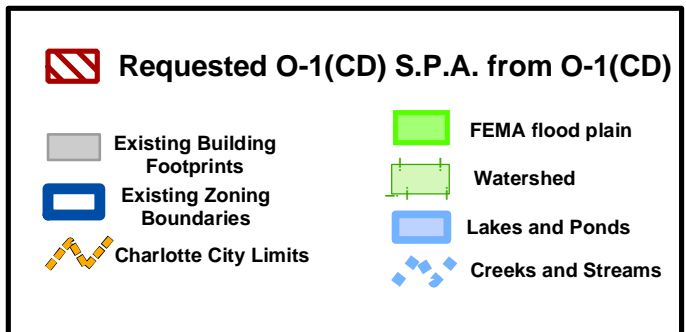 Requested O-1(CD) S.P.A. from O-1(CD)
Existing Building
Footprints
Existing Zoning
Boundaries
Charlotte City Limits
FEMA flood plain
Watershed
Lakes and Ponds
Creeks and Streams